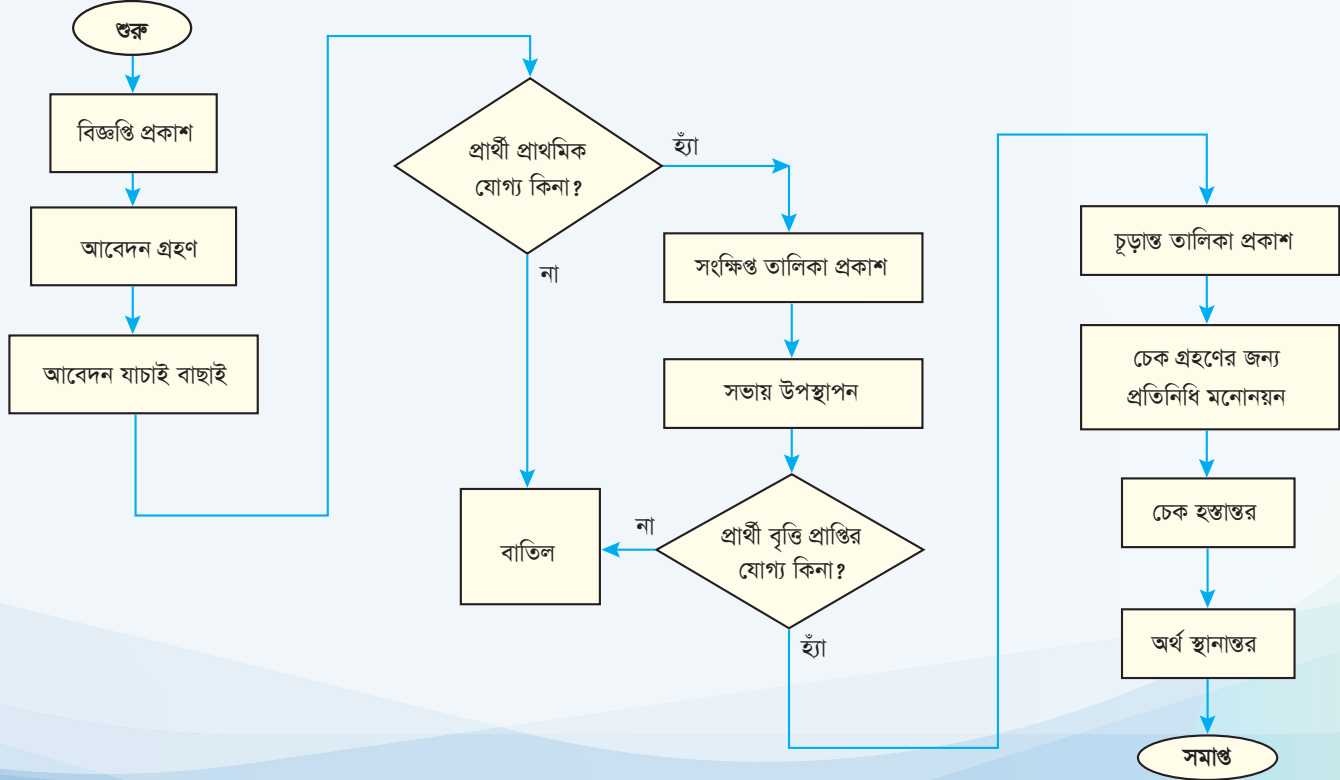 শুরু
বিজ্ঞপ্তি প্রকাশ
আবেদন গ্রহণ
আবেদন যাচাই বাছাই
প্রার্থী প্রাথমিক
যোগ্য কিনা?
হ্যাঁ
না
সংক্ষিপ্ত তালিকা প্রকাশ
সভায় উপস্থাপন
প্রার্থী বৃত্তি প্রাপ্তির
যোগ্য কিনা?
না
বাতিল
হ্যাঁ
চূড়ান্ত তালিকা প্রকাশ
চেক গ্রহণের জন্য
প্রতিনিধি মনোনয়ন
চেক হস্তান্তর
অর্থ স্থানান্তর
সমাপ্ত